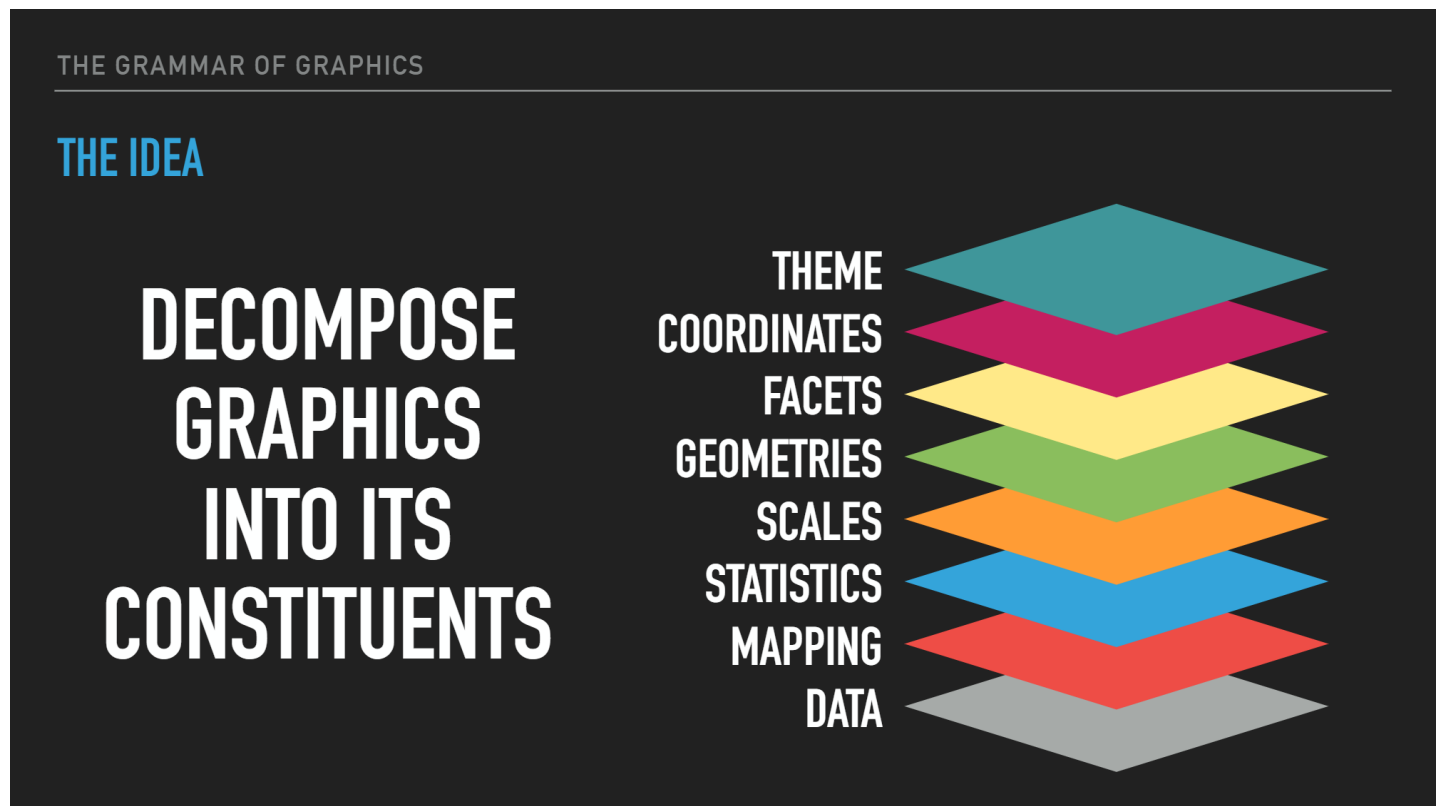 THE GRAMMAR OF GRAPHICS
THE IDEA
DECOMPOSE
GRAPHICS
INTO ITS
CONSTITUENTS
THEME
COORDINATES
FACETS
GEOMETRIES
SCALES
STATISTICS
MAPPING
DATA